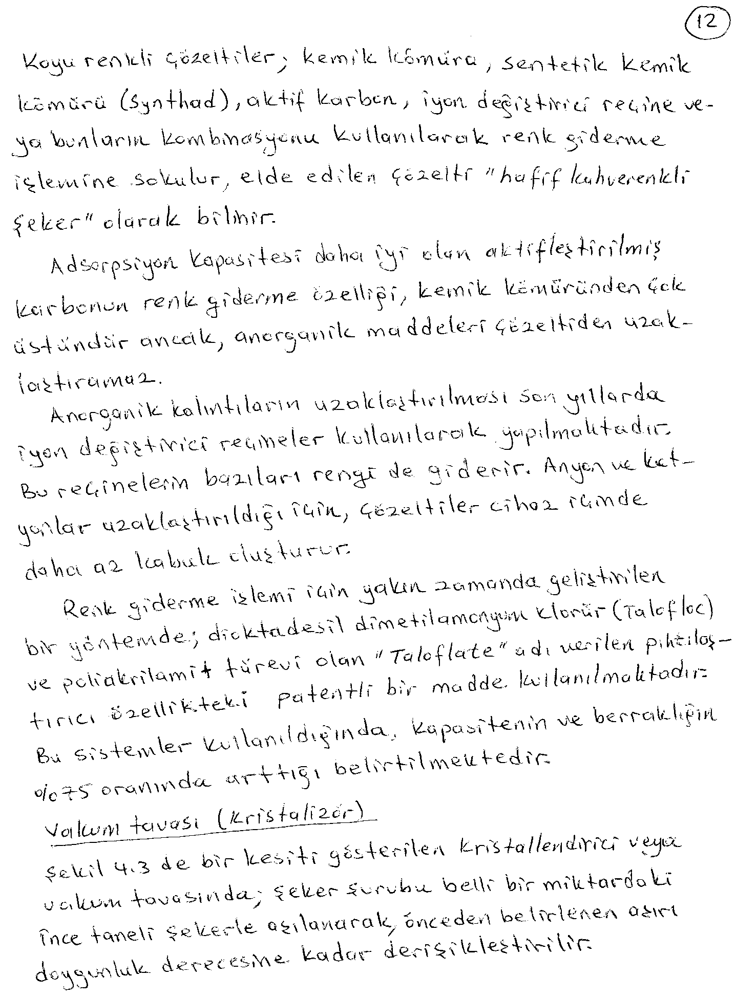 12
Koyu renkli çözeltiler; kemik kömürü, sentetik kemik
kömürü (Synthad), aktif karbon, iyon değiştirici reçine ve-
ya bunların kombinasyonu kullanılarak renk giderme
işlemine sokulur, elde edilen çözelti "hafif kahverenkli
şeker" olarak bilinir.
Adsorpsiyon kapasitesi daha iyi olan aktifleştirilmiş
karbonun renk giderme özelliği, kemik kömüründen çok
üstündür ancak, anorganik maddeleri çözeltiden uzak-
laştıramaz.
Anorganik kalıntıların uzaklaştırılması son yıllarda
iyon değiştirici reçineler kullanılarak yapılmaktadır.
Bu reçinelerin bazıları rengi de giderir. Anyon ve kat-
yonlar uzaklaştırıldığı için, çözeltiler cihaz içinde
daha az kabuk oluşturur.
Renk giderme işlemi için yakın zamanda geliştirilen
bir yöntemde; dioktadesil dimetilamonyum klorür (Talofloc)
ve poliakrilamit türevi olan "Taloflate" adı verilen pıhtılaş-
tırıcı özellikteki patentli bir madde kullanılmaktadır.
Bu sistemler kullanıldığında, kapasitenin ve berraklığın
%75 oranında arttığı belirtilmektedir.
Vakum tavası (Kristalizör)
Şekil 4.3 de bir kesiti gösterilen kristallendirici veya
vakum tavasında; şeker şurubu belli bir miktardaki
ince taneli şekerle aşılanarak, önceden belirlenen aşırı
doygunluk derecesine kadar derişikleştirilir.